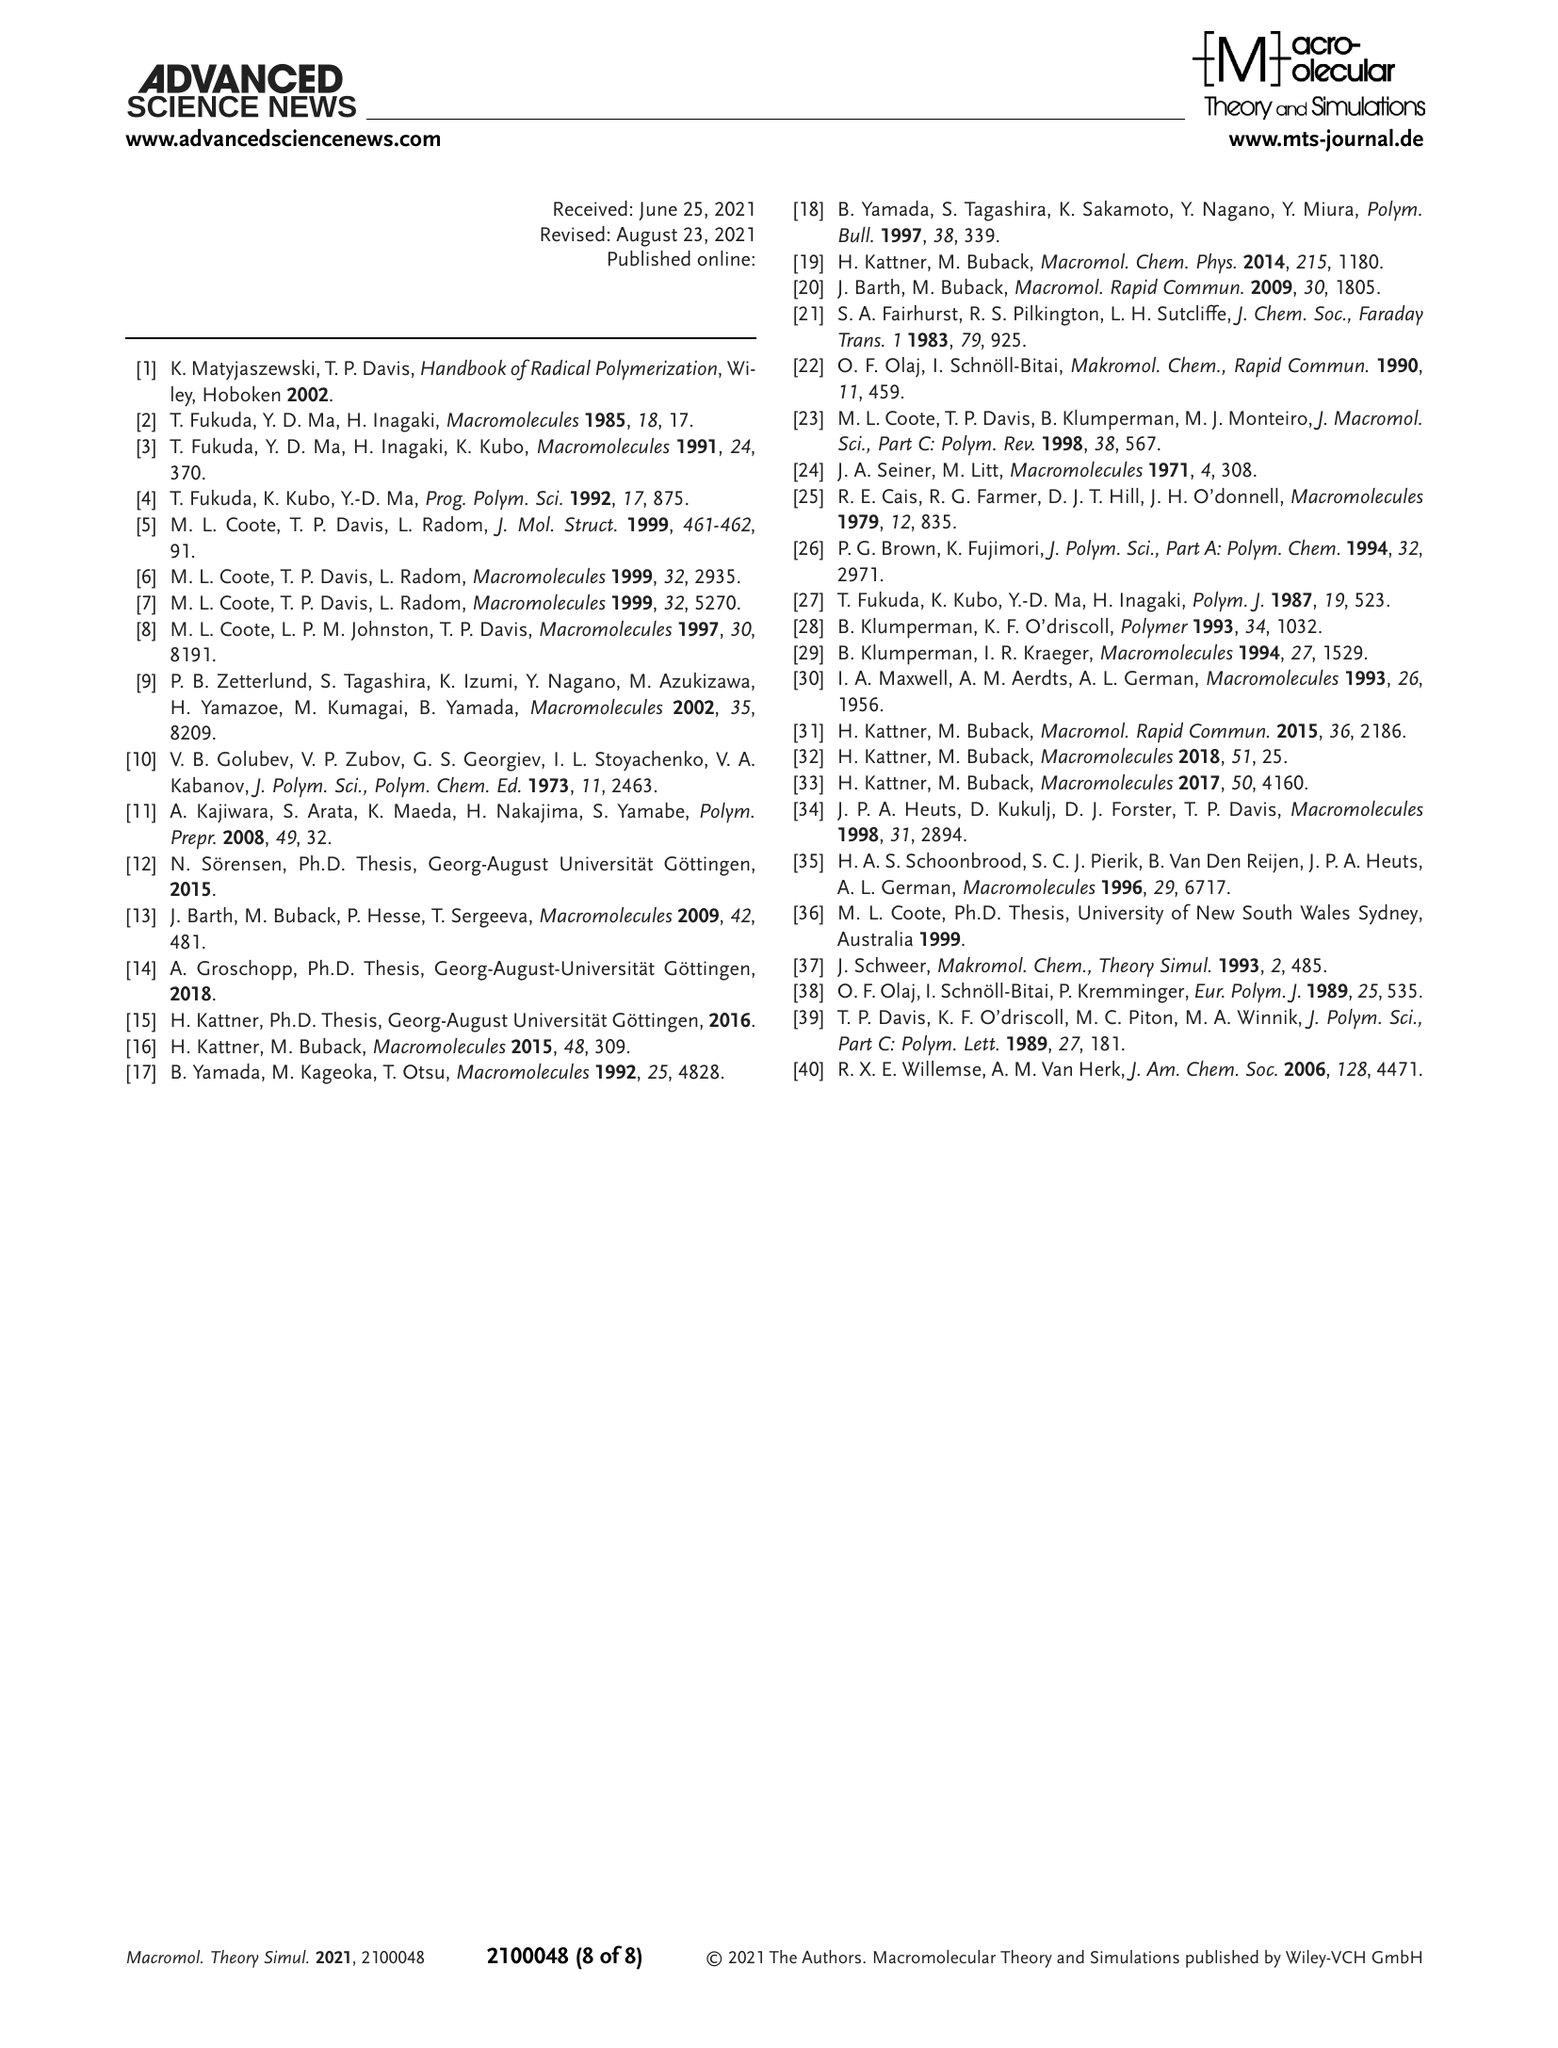 ADVANCED
SCIENCE NEWS
www.advancedsciencenews.com
[M] acro-
olecular
Theory and Simulations
www.mts-journal.de
Received: June 25, 2021
Revised: August 23, 2021
Published online:
[1] K. Matyjaszewski, T. P. Davis, Handbook of Radical Polymerization, Wi-
ley, Hoboken 2002.
[2] T. Fukuda, Y. D. Ma, H. Inagaki, Macromolecules 1985, 18, 17.
[3] T. Fukuda, Y. D. Ma, H. Inagaki, K. Kubo, Macromolecules 1991, 24,
370.
[4] T. Fukuda, K. Kubo, Y.-D. Ma, Prog. Polym. Sci. 1992, 17, 875.
[5] M. L. Coote, T. P. Davis, L. Radom, J. Mol. Struct. 1999, 461-462,
91.
[6] M. L. Coote, T. P. Davis, L. Radom, Macromolecules 1999, 32, 2935.
[7] M. L. Coote, T. P. Davis, L. Radom, Macromolecules 1999, 32, 5270.
[8] M. L. Coote, L. P. M. Johnston, T. P. Davis, Macromolecules 1997, 30,
8191.
[9] P. B. Zetterlund, S. Tagashira, K. Izumi, Y. Nagano, M. Azukizawa,
H. Yamazoe, M. Kumagai, B. Yamada, Macromolecules 2002, 35,
8209.
[10] V. B. Golubev, V. P. Zubov, G. S. Georgiev, I. L. Stoyachenko, V. A.
Kabanov, J. Polym. Sci., Polym. Chem. Ed. 1973, 11, 2463.
[11] A. Kajiwara, S. Arata, K. Maeda, H. Nakajima, S. Yamabe, Polym.
Prepr. 2008, 49, 32.
[12] N. Sörensen, Ph.D. Thesis, Georg-August Universität Göttingen,
2015.
[13] J. Barth, M. Buback, P. Hesse, T. Sergeeva, Macromolecules 2009, 42,
481.
[14] A. Groschopp, Ph.D. Thesis, Georg-August-Universität Göttingen,
2018.
[15] H. Kattner, Ph.D. Thesis, Georg-August Universität Göttingen, 2016.
[16] H. Kattner, M. Buback, Macromolecules 2015, 48, 309.
[17] B. Yamada, M. Kageoka, T. Otsu, Macromolecules 1992, 25, 4828.
[18] B. Yamada, S. Tagashira, K. Sakamoto, Y. Nagano, Y. Miura, Polym.
Bull. 1997, 38, 339.
[19] H. Kattner, M. Buback, Macromol. Chem. Phys. 2014, 215, 1180.
[20] J. Barth, M. Buback, Macromol. Rapid Commun. 2009, 30, 1805.
[21] S. A. Fairhurst, R. S. Pilkington, L. H. Sutcliffe, J. Chem. Soc., Faraday
Trans. 1 1983, 79, 925.
[22] O. F. Olaj, I. Schnöll-Bitai, Makromol. Chem., Rapid Commun. 1990,
11, 459.
[23] M. L. Coote, T. P. Davis, B. Klumperman, M. J. Monteiro, J. Macromol.
Sci., Part C: Polym. Rev. 1998, 38, 567.
[24] J. A. Seiner, M. Litt, Macromolecules 1971, 4, 308.
[25] R. E. Cais, R. G. Farmer, D. J. T. Hill, J. H. O'donnell, Macromolecules
1979, 12, 835.
[26] P. G. Brown, K. Fujimori, J. Polym. Sci., Part A: Polym. Chem. 1994, 32,
2971.
[27] T. Fukuda, K. Kubo, Y.-D. Ma, H. Inagaki, Polym. J. 1987, 19, 523.
[28] B. Klumperman, K. F. O'driscoll, Polymer 1993, 34, 1032.
[29] B. Klumperman, I. R. Kraeger, Macromolecules 1994, 27, 1529.
[30] I. A. Maxwell, A. M. Aerdts, A. L. German, Macromolecules 1993, 26,
1956.
[31] H. Kattner, M. Buback, Macromol. Rapid Commun. 2015, 36, 2186.
[32] H. Kattner, M. Buback, Macromolecules 2018, 51, 25.
[33] H. Kattner, M. Buback, Macromolecules 2017, 50, 4160.
[34] J. P. A. Heuts, D. Kukulj, D. J. Forster, T. P. Davis, Macromolecules
1998, 31, 2894.
[35] H. A. S. Schoonbrood, S. C. J. Pierik, B. Van Den Reijen, J. P. A. Heuts,
A. L. German, Macromolecules 1996, 29, 6717.
[36] M. L. Coote, Ph.D. Thesis, University of New South Wales Sydney,
Australia 1999.
[37] J. Schweer, Makromol. Chem., Theory Simul. 1993, 2, 485.
[38] O. F. Olaj, I. Schnöll-Bitai, P. Kremminger, Eur. Polym. J. 1989, 25, 535.
[39] T. P. Davis, K. F. O'driscoll, M. C. Piton, M. A. Winnik, J. Polym. Sci.,
Part C: Polym. Lett. 1989, 27, 181.
[40] R. X. E. Willemse, A. M. Van Herk, J. Am. Chem. Soc. 2006, 128, 4471.
Macromol. Theory Simul. 2021, 2100048
2100048 (8 of 8)
© 2021 The Authors. Macromolecular Theory and Simulations published by Wiley-VCH GmbH